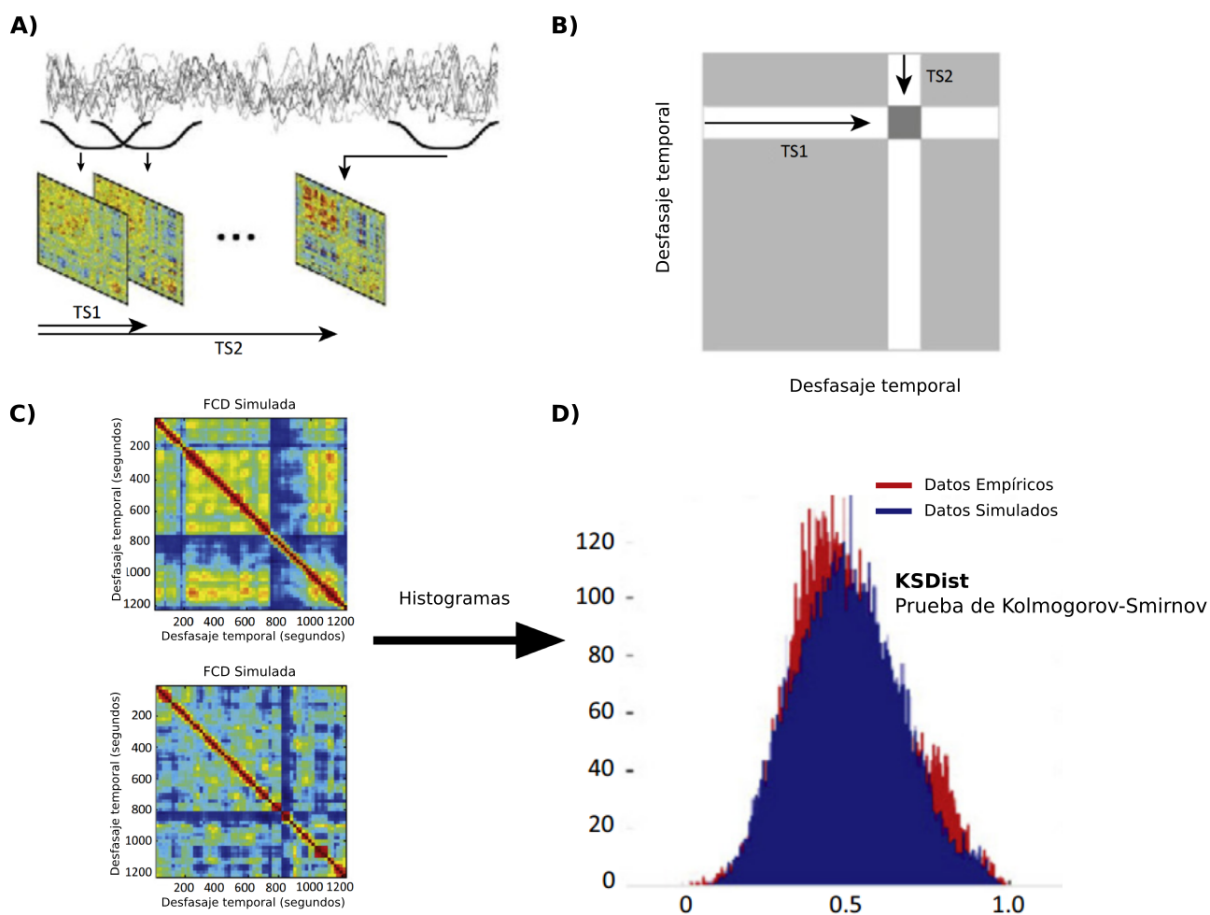 A)
TS1
TS2
B)
Desfasaje temporal
TS2
TS1
Desfasaje temporal
C)
FCD Simulada
Desfasaje temporal (segundos)
200
400
600
800
1000
1200
200 400 600 800 1000 1200
Desfasaje temporal (segundos)
FCD Simulada
Desfasaje temporal (segundos)
200
400
600
800
1000
1200
200 400 600 800 1000 1200
Desfasaje temporal (segundos)
Histogramas
D)
Datos Empíricos
Datos Simulados
KSDist
Prueba de Kolmogorov-Smirnov
120
100
80
60
40
20
0
0 0.5 1.0